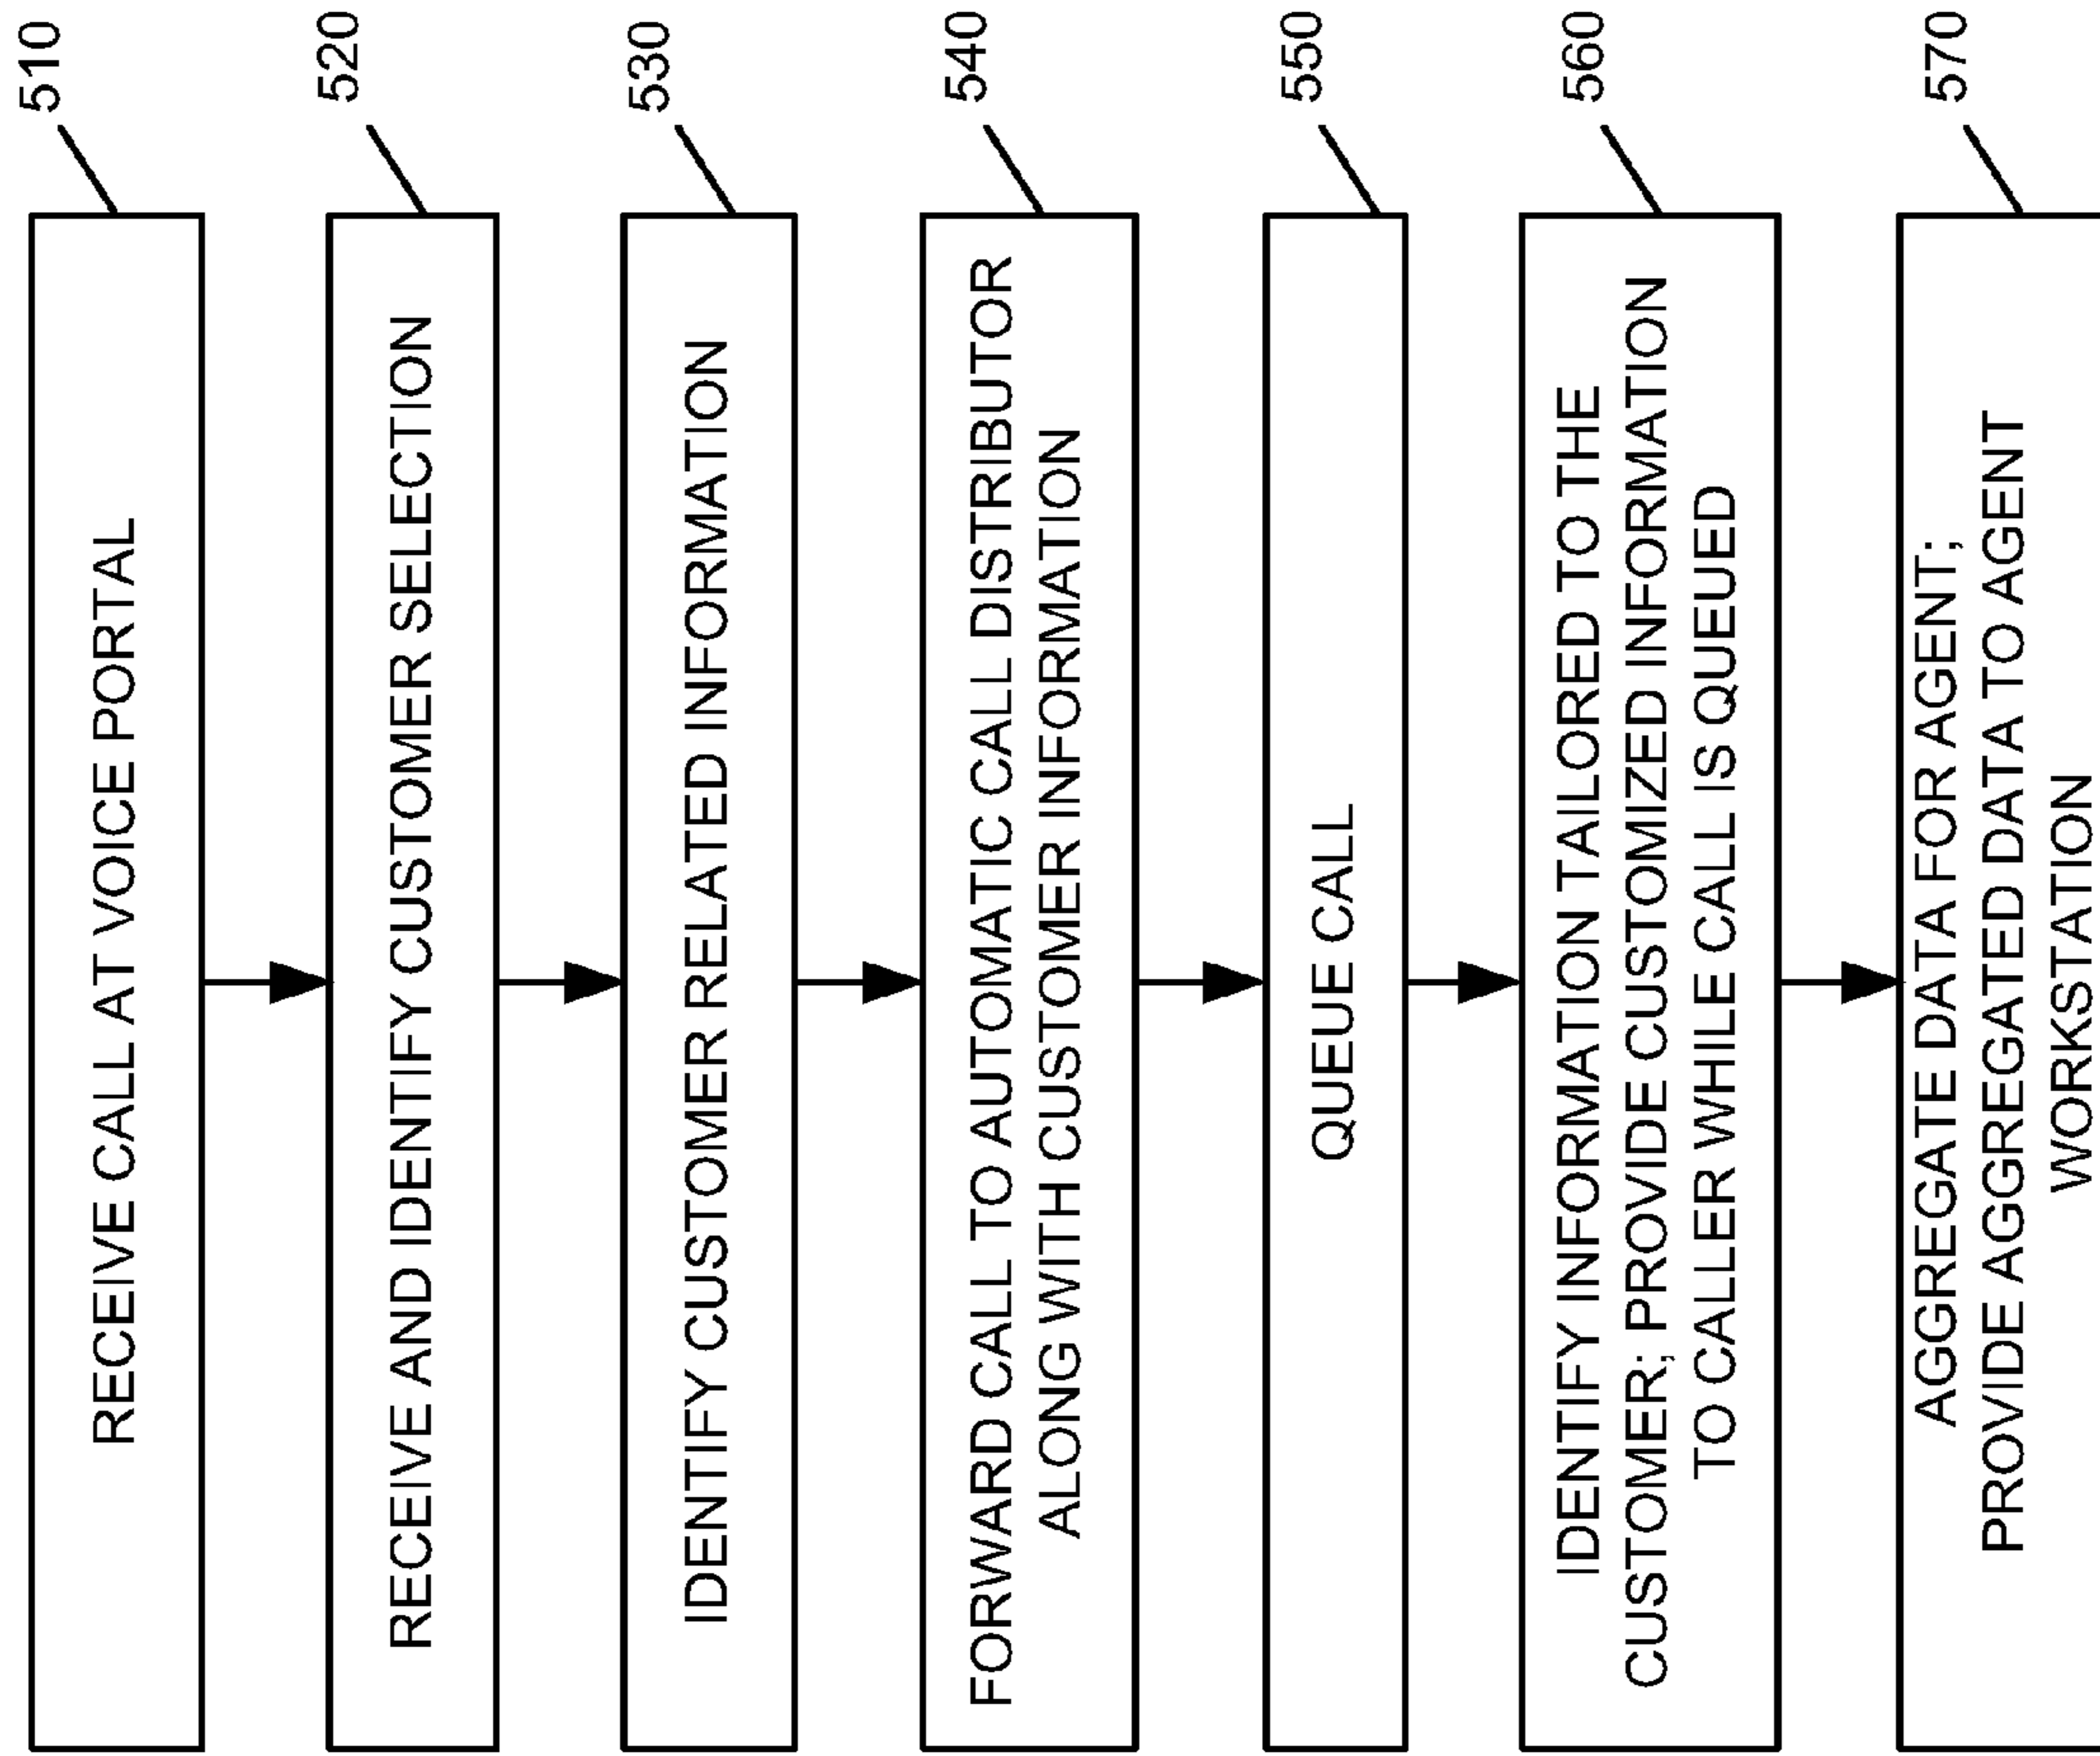 510
RECEIVE CALL AT VOICE PORTAL
520
RECEIVE AND IDENTIFY CUSTOMER SELECTION
530
IDENTIFY CUSTOMER RELATED INFORMATION
540
FORWARD CALL TO AUTOMATIC CALL DISTRIBUTOR
ALONG WITH CUSTOMER INFORMATION
550
QUEUE CALL
560
IDENTIFY INFORMATION TAILORED TO THE
CUSTOMER; PROVIDE CUSTOMIZED INFORMATION
TO CALLER WHILE CALL IS QUEUED
570
AGGREGATE DATA FOR AGENT;
PROVIDE AGGREGATED DATA TO AGENT
WORKSTATION